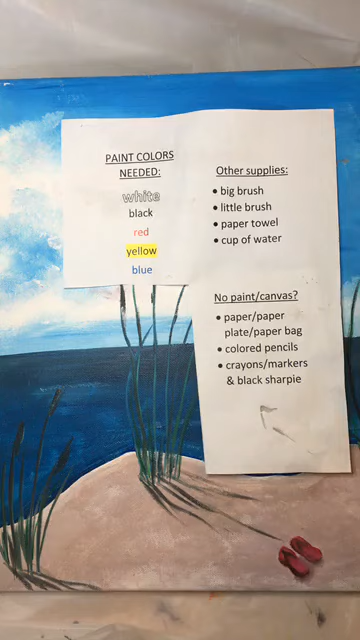 PAINT COLORS
NEEDED:
white
black
red
yellow
blue
Other supplies:
• big brush
• little brush
• paper towel
• cup of water
No paint/canvas?
• paper/paper
plate/paper bag
• colored pencils
• crayons/markers
& black sharpie